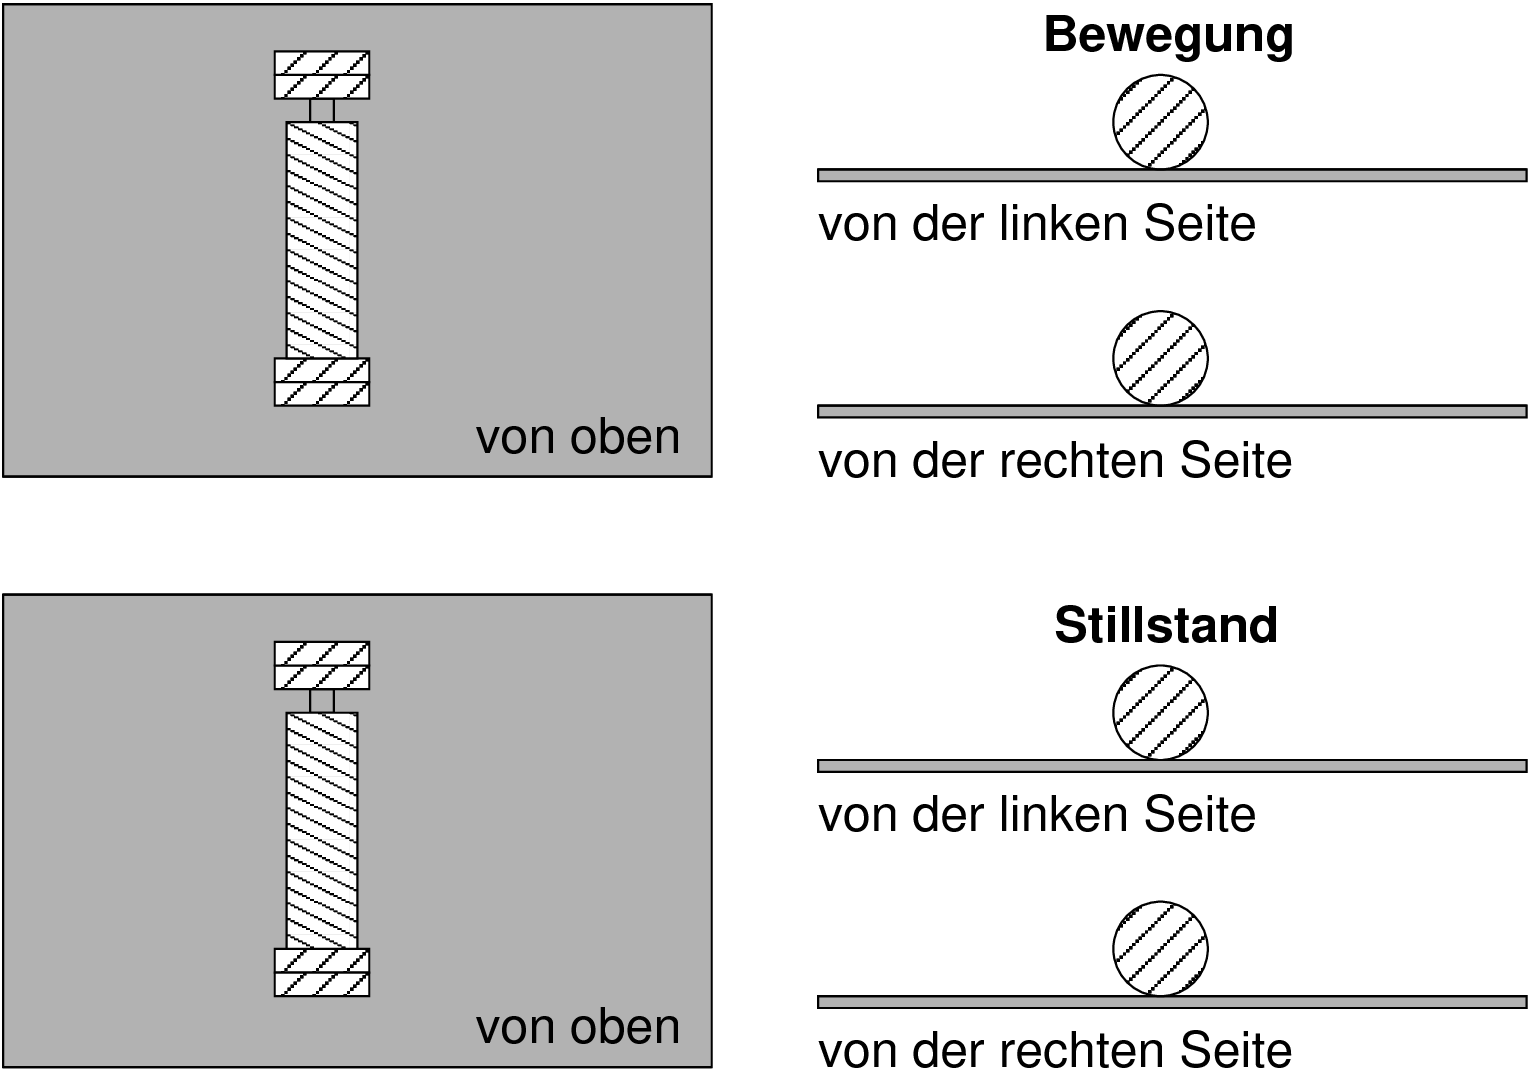 Bewegung
von der linken Seite
von oben
von der rechten Seite
Stillstand
von der linken Seite
von oben
von der rechten Seite